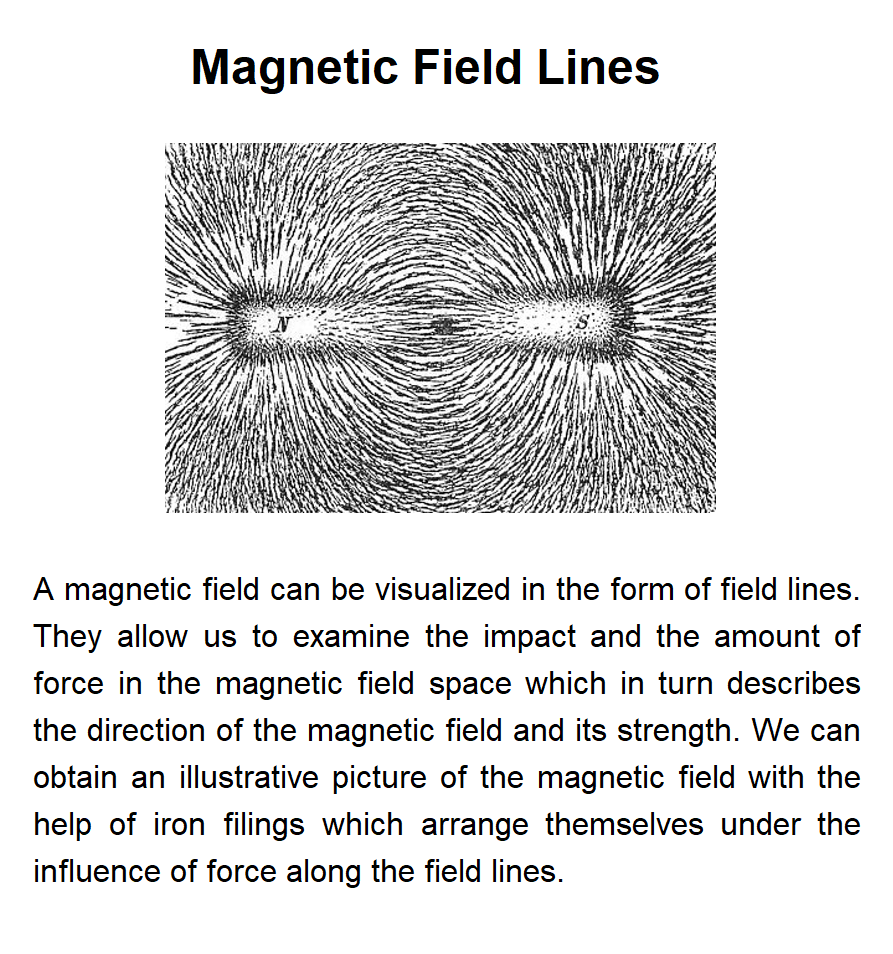 Magnetic Field Lines
N S
A magnetic field can be visualized in the form of field lines.
They allow us to examine the impact and the amount of
force in the magnetic field space which in turn describes
the direction of the magnetic field and its strength. We can
obtain an illustrative picture of the magnetic field with the
help of iron filings which arrange themselves under the
influence of force along the field lines.